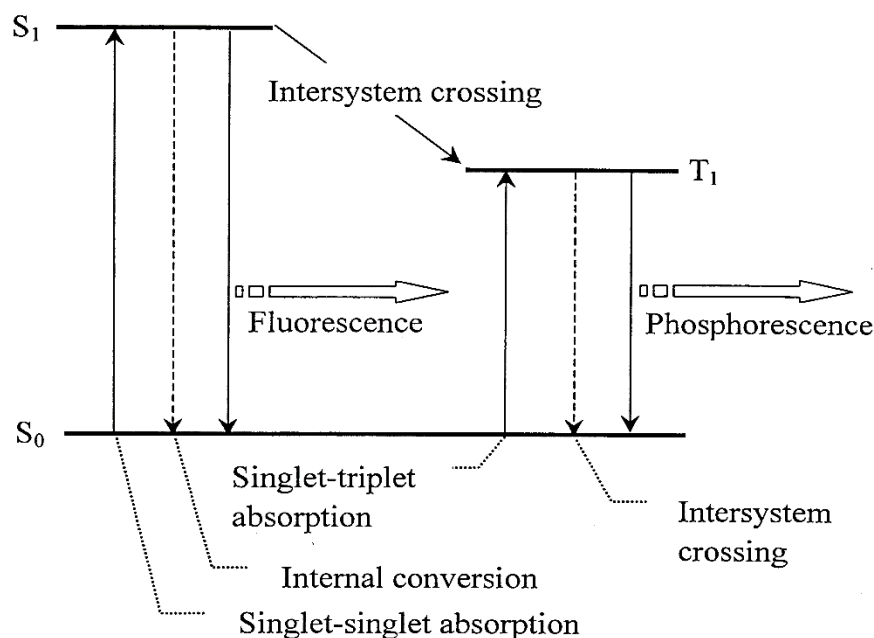 S1
Intersystem crossing
T1
Fluorescence
Phosphorescence
S0
Singlet-triplet
absorption
Intersystem
crossing
Internal conversion
Singlet-singlet absorption